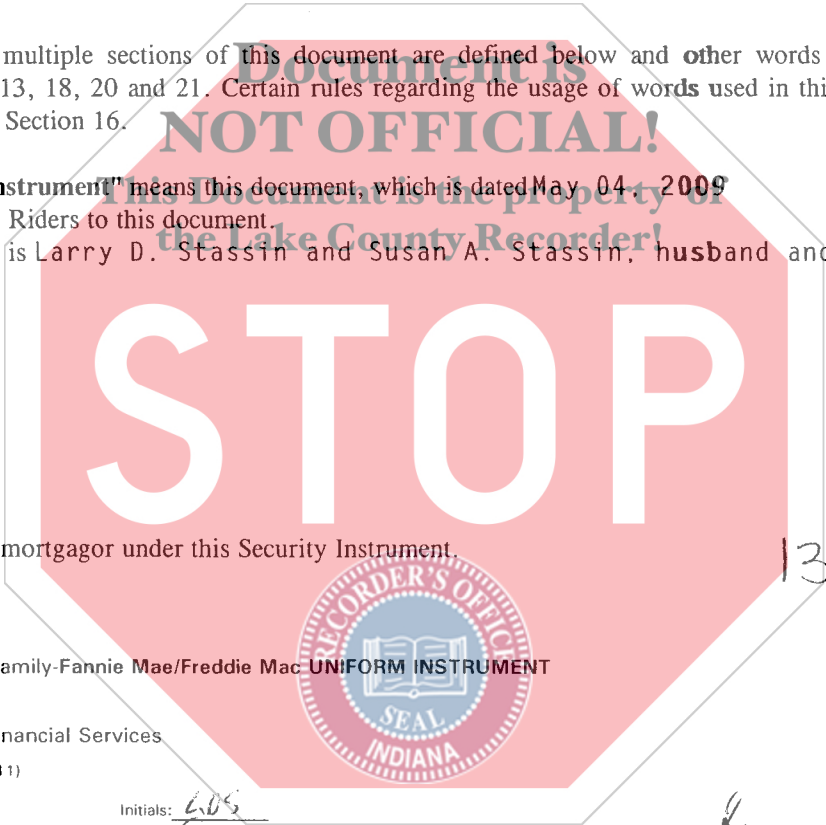 multiple sections of this document are defined below and other words
13, 18, 20 and 21. Certain rules regarding the usage of words used in thi
Section 16.
Document is
NOT OFFICIAL!
This Document is the property of
the Lake County Recorder!
nstrument" means this document, which is dated May 04, 2009
Riders to this document.
is Larry D. Stassin and Susan A. Stassin, husband and
STOP
mortgagor under this Security Instrument.
13
RECORDER'S OFFICE
SEAL
INDIANA
amily-Fannie Mae/Freddie Mac UNIFORM INSTRUMENT
nancial Services
Initials: